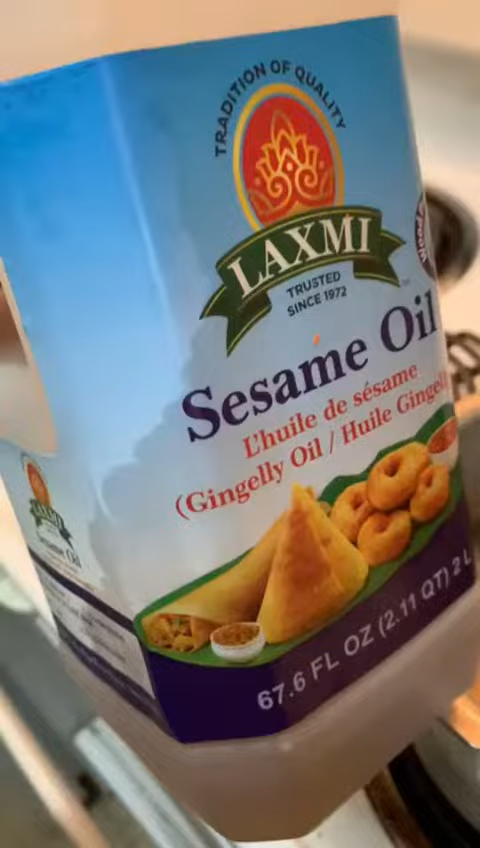 TRADITION OF QUALITY
LAXMI
TRUSTED
SINCE 1972
Sesame Oil
L'huile de sésame
(Gingelly Oil / Huile
67.6 FL OZ (2.11 QT) 2 L
LAXMI
Sesame Oil